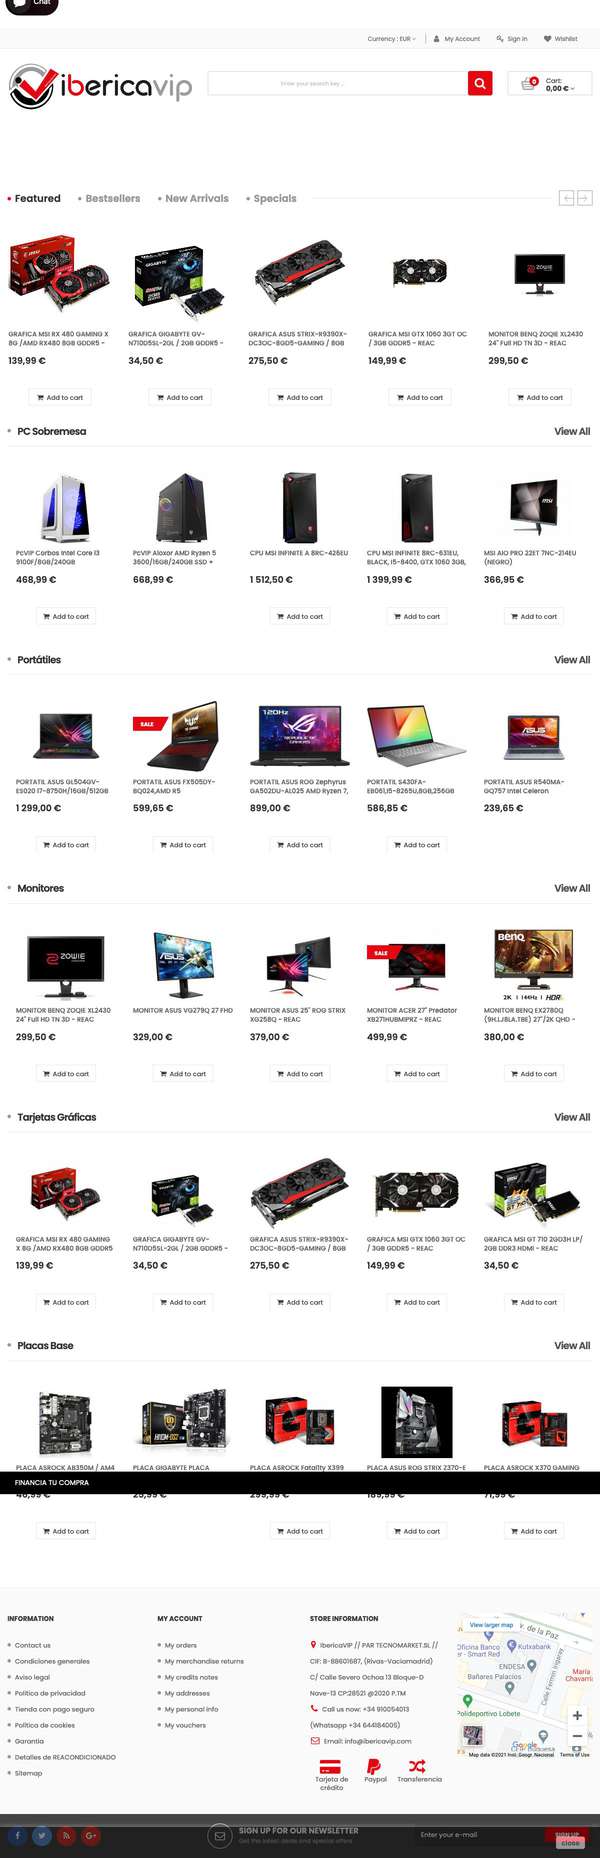 Chat
Currency : EUR
My Account
Sign in
Wishlist
ibericavip
Enter your search key ...
0
Cart:
0,00 €
Featured
Bestsellers
New Arrivals
Specials
GRAFICA MSI RX 480 GAMING X
8G /AMD RX480 8GB GDDR5 -
139,99 €
GRAFICA GIGABYTE GV-
N710D5SL-2GL / 2GB GDDR5 -
34,50 €
GRAFICA ASUS STRIX-R9390X-
DC3OC-8GD5-GAMING / 8GB
275,50 €
GRAFICA MSI GTX 1060 3GT OC
/ 3GB GDDR5 - REAC
149,99 €
MONITOR BENQ ZOQIE XL2430
24" Full HD TN 3D - REAC
299,50 €
Add to cart
Add to cart
Add to cart
Add to cart
Add to cart
PC Sobremesa
View All
PcVIP Corbos Intel Core i3
9100F/8GB/240GB
468,99 €
PcVIP Aloxor AMD Ryzen 5
3600/16GB/240GB SSD +
668,99 €
CPU MSI INFINITE A 8RC-426EU
1 512,50 €
CPU MSI INFINITE 8RC-631EU,
BLACK, I5-8400, GTX 1060 3GB,
1 399,99 €
MSI AIO PRO 22ET 7NC-214EU
(NEGRO)
366,95 €
Add to cart
Add to cart
Add to cart
Add to cart
Add to cart
Portátiles
View All
SALE
120Hz
ASUS
PORTATIL ASUS GL504GV-
ES020 I7-8750H/16GB/512GB
1 299,00 €
PORTATIL ASUS FX505DY-
BQ024,AMD R5
599,65 €
PORTATIL ASUS ROG Zephyrus
GA502DU-AL025 AMD Ryzen 7,
899,00 €
PORTATIL S430FA-
EB061,I5-8265U,8GB,256GB
586,85 €
PORTATIL ASUS R540MA-
GQ757 Intel Celeron
239,65 €
Add to cart
Add to cart
Add to cart
Add to cart
Monitores
View All
ZOWIE
ASUS
SALE
BenQ
2K | 144Hz | HDRi
MONITOR BENQ ZOQIE XL2430
24" Full HD TN 3D - REAC
299,50 €
MONITOR ASUS VG279Q 27 FHD
329,00 €
MONITOR ASUS 25" ROG STRIX
XG258Q - REAC
379,00 €
MONITOR ACER 27" Predator
XB271HUBMIPRZ - REAC
499,99 €
MONITOR BENQ EX2780Q
(9H.LJ8LA.TBE) 27"/2K QHD -
380,00 €
Add to cart
Add to cart
Add to cart
Add to cart
Add to cart
Tarjetas Gráficas
View All
GRAFICA MSI RX 480 GAMING
X 8G /AMD RX480 8GB GDDR5
139,99 €
GRAFICA GIGABYTE GV-
N710D5SL-2GL / 2GB GDDR5 -
34,50 €
GRAFICA ASUS STRIX-R9390X-
DC3OC-8GD5-GAMING / 8GB
275,50 €
GRAFICA MSI GTX 1060 3GT OC
/ 3GB GDDR5 - REAC
149,99 €
GRAFICA MSI GT 710 2GD3H LP/
2GB DDR3 HDMI - REAC
34,50 €
Add to cart
Add to cart
Add to cart
Add to cart
Add to cart
Placas Base
View All
PLACA ASROCK AB350M / AM4
PLACA GIGABYTE PLACA
PLACA ASROCK Fatal1ty X399
PLACA ASUS ROG STRIX Z370-E
PLACA ASROCK X370 GAMING
FINANCIA TU COMPRA
Add to cart
Add to cart
Add to cart
Add to cart
Add to cart
INFORMATION
Contact us
Condiciones generales
Aviso legal
Política de privacidad
Tienda con pago seguro
Política de cookies
Garantia
Detalles de REACONDICIONADO
Sitemap
MY ACCOUNT
My orders
My merchandise returns
My credits notes
My addresses
My personal info
My vouchers
STORE INFORMATION
IbericaVIP // PAR TECNOMARKET.SL //
CIF: B-88601687, (Rivas-Vaciamadrid)
C/ Calle Severo Ochoa 13 Bloque-D
Nave-13 CP:28521 @2020 P.TM
Call us now: +34 910054013
(Whatsapp +34 644184005)
Email: info@ibericavip.com
Tarjeta de
crédito
Paypal
Transferencia
View larger map
v. de la Paz
Oficina Banco
er - Smart Red
Kutxabank
ENDESA
Bañares Palacios
María
Chavarri
Polideportivo Lobete
Google
Map data ©2021 Inst. Geogr. Nacional
Terms of Use
SIGN UP FOR OUR NEWSLETTER
Get the latest deals and special offers
Enter your e-mail
SIGN UP
close